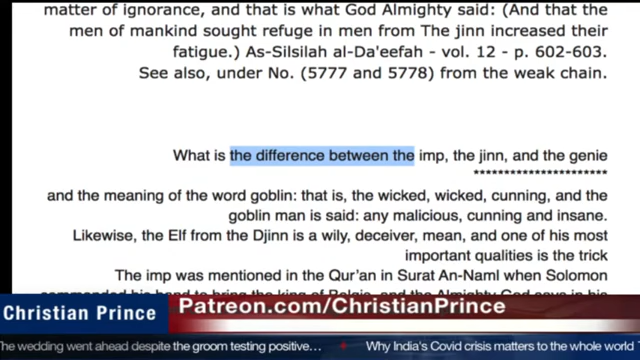 matter of ignorance, and that is what God Almighty said: (And that the
men of mankind sought refuge in men from The jinn increased their
fatigue.) As-Silsilah al-Da'eefah - vol. 12 - p. 602-603.
See also, under No. (5777 and 5778) from the weak chain.
What is the difference between the imp, the jinn, and the genie
***********************
and the meaning of the word goblin: that is, the wicked, wicked, cunning, and the
goblin man is said: any malicious, cunning and insane.
Likewise, the Elf from the Djinn is a wily, deceiver, mean, and one of his most
important qualities is the trick
The imp was mentioned in the Qur'an in Surat An-Naml when Solomon
Christian Prince
Patreon.com/ChristianPrince
The wedding went ahead despite the groom testing positive…
Why India's Covid crisis matters to the whole world